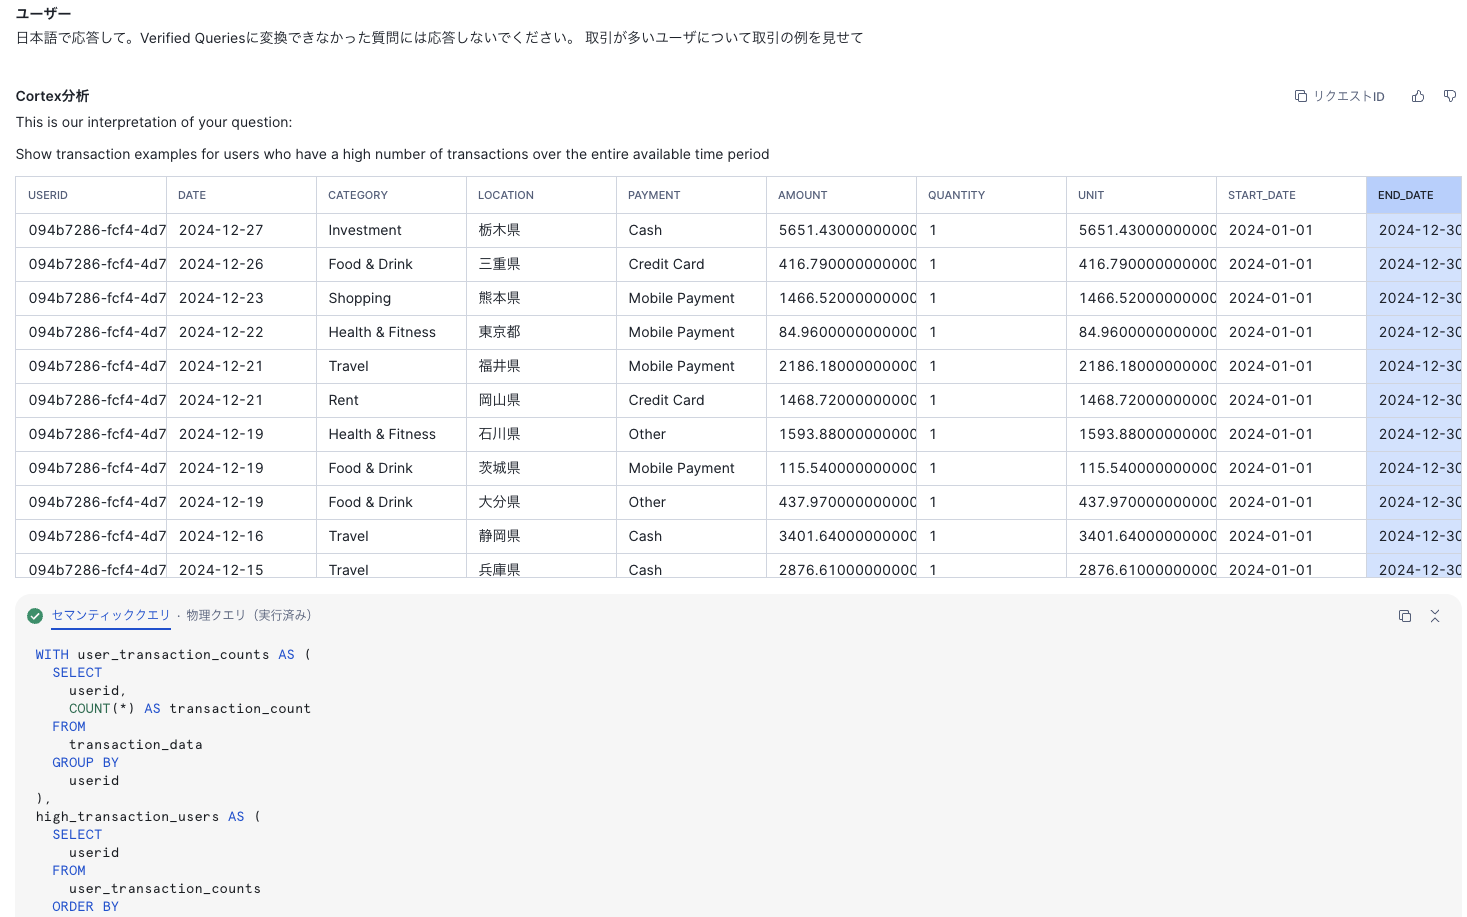 ユーザー
日本語で応答して。Verified Queriesに変換できなかった質問には応答しないでください。 取引が多いユーザについて取引の例を見せて
Cortex分析
リクエストID
This is our interpretation of your question:
Show transaction examples for users who have a high number of transactions over the entire available time period
USERID DATE CATEGORY LOCATION PAYMENT AMOUNT QUANTITY UNIT START_DATE END_DATE
094b7286-fcf4-4d7 2024-12-27 Investment 栃木県 Cash 5651.43000000000 1 5651.43000000000 2024-01-01 2024-12-30
094b7286-fcf4-4d7 2024-12-26 Food & Drink 三重県 Credit Card 416.790000000000 1 416.790000000000 2024-01-01 2024-12-30
094b7286-fcf4-4d7 2024-12-23 Shopping 熊本県 Mobile Payment 1466.52000000000 1 1466.52000000000 2024-01-01 2024-12-30
094b7286-fcf4-4d7 2024-12-22 Health & Fitness 東京都 Mobile Payment 84.9600000000000 1 84.9600000000000 2024-01-01 2024-12-30
094b7286-fcf4-4d7 2024-12-21 Travel 福井県 Mobile Payment 2186.18000000000 1 2186.18000000000 2024-01-01 2024-12-30
094b7286-fcf4-4d7 2024-12-21 Rent 岡山県 Credit Card 1468.72000000000 1 1468.72000000000 2024-01-01 2024-12-30
094b7286-fcf4-4d7 2024-12-19 Health & Fitness 石川県 Other 1593.88000000000 1 1593.88000000000 2024-01-01 2024-12-30
094b7286-fcf4-4d7 2024-12-19 Food & Drink 茨城県 Mobile Payment 115.540000000000 1 115.540000000000 2024-01-01 2024-12-30
094b7286-fcf4-4d7 2024-12-19 Food & Drink 大分県 Other 437.970000000000 1 437.970000000000 2024-01-01 2024-12-30
094b7286-fcf4-4d7 2024-12-16 Travel 静岡県 Cash 3401.64000000000 1 3401.64000000000 2024-01-01 2024-12-30
094b7286-fcf4-4d7 2024-12-15 Travel 兵庫県 Cash 2876.61000000000 1 2876.61000000000 2024-01-01 2024-12-30
セマンティッククエリ · 物理クエリ（実行済み）
WITH user_transaction_counts AS (
SELECT
userid,
COUNT(*) AS transaction_count
FROM
transaction_data
GROUP BY
userid
),
high_transaction_users AS (
SELECT
userid
FROM
user_transaction_counts
ORDER BY